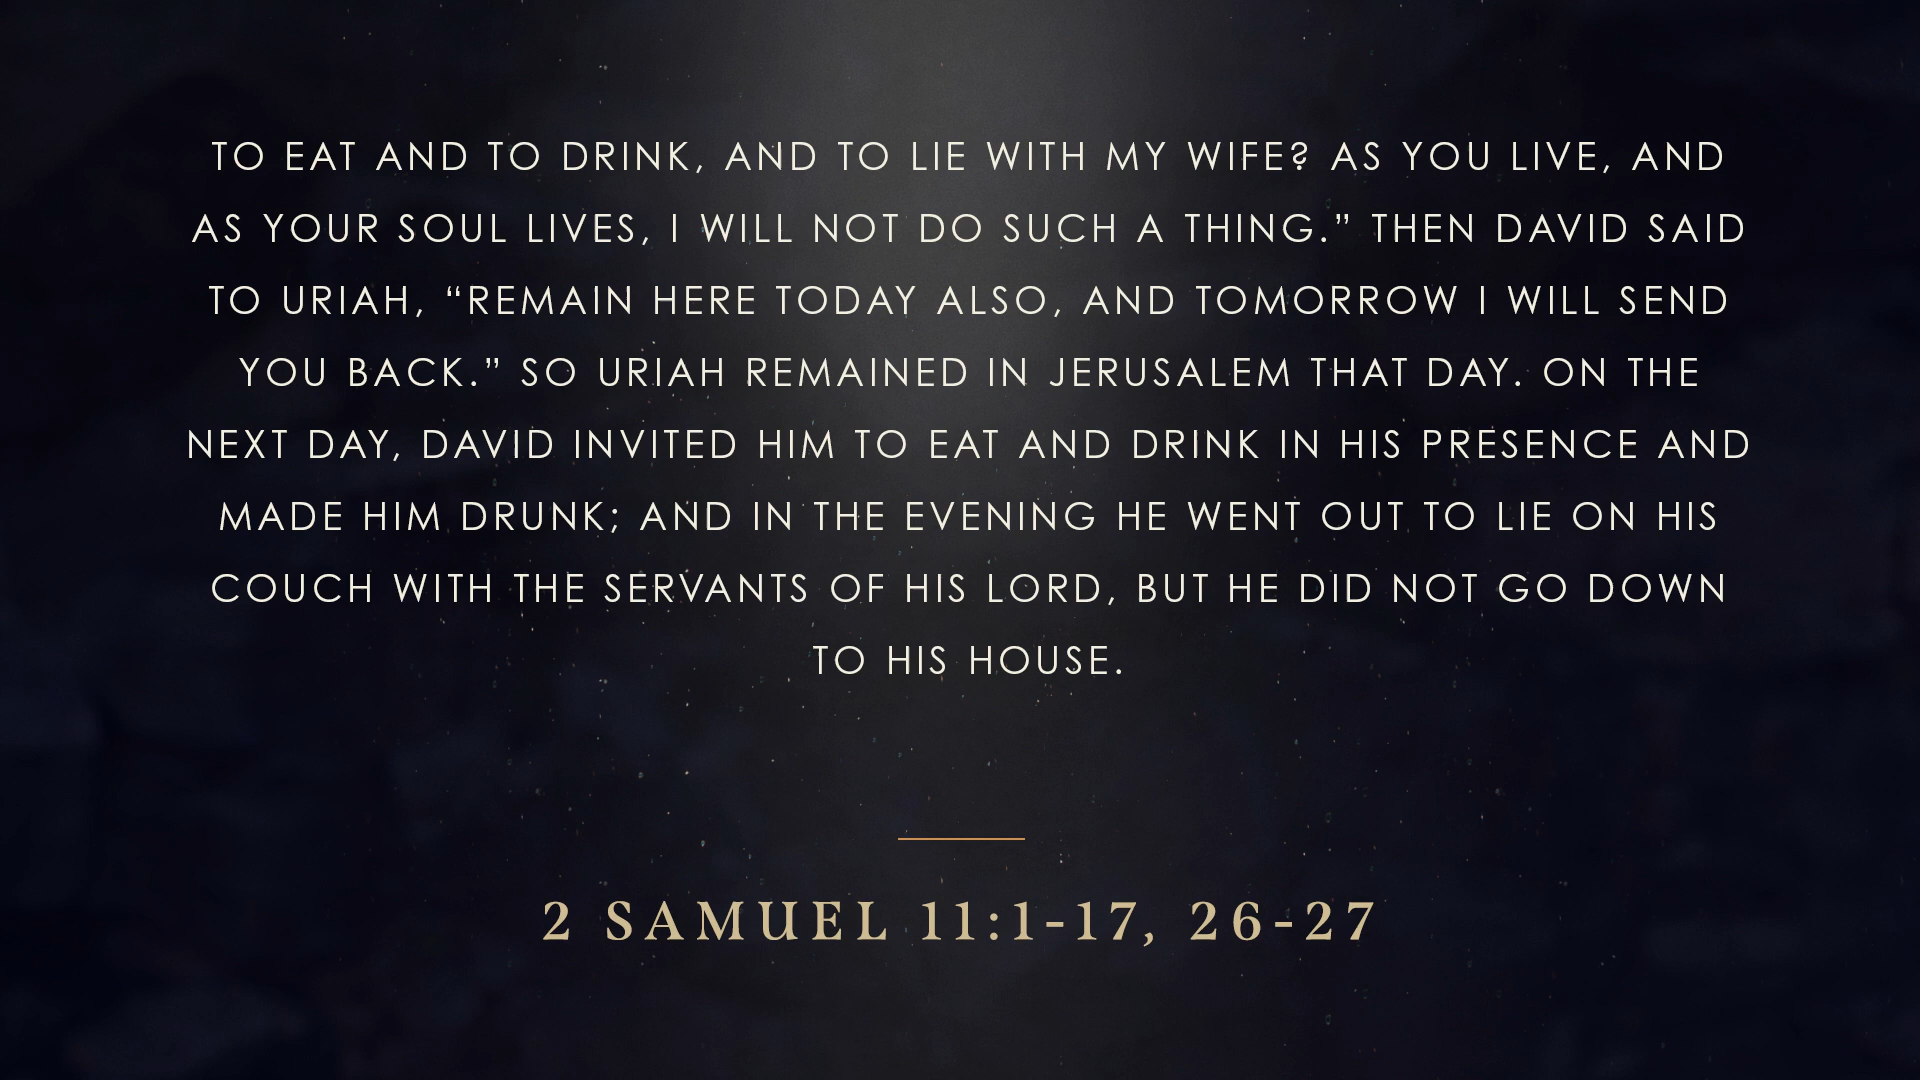 TO EAT AND TO DRINK, AND TO LIE WITH MY WIFE? AS YOU LIVE, AND
AS YOUR SOUL LIVES, I WILL NOT DO SUCH A THING.” THEN DAVID SAID
TO URIAH, “REMAIN HERE TODAY ALSO, AND TOMORROW I WILL SEND
YOU BACK.” SO URIAH REMAINED IN JERUSALEM THAT DAY. ON THE
NEXT DAY, DAVID INVITED HIM TO EAT AND DRINK IN HIS PRESENCE AND
MADE HIM DRUNK; AND IN THE EVENING HE WENT OUT TO LIE ON HIS
COUCH WITH THE SERVANTS OF HIS LORD, BUT HE DID NOT GO DOWN
TO HIS HOUSE.
2 SAMUEL 11:1-17, 26-27